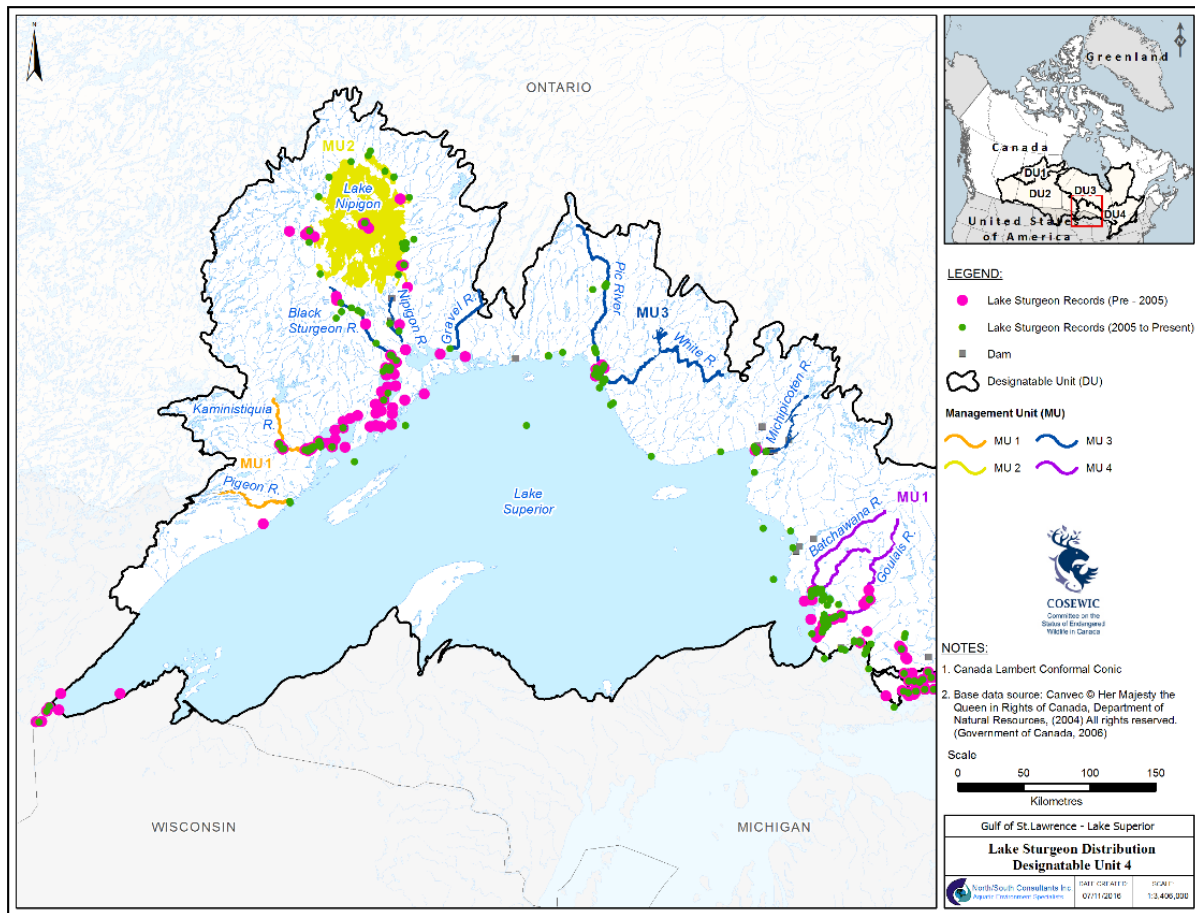 N
ONTARIO
MU2
Lake
Nipigon
Black
Sturgeon R.
Nipigon R.
Gravel R.
Pic River
MU3
White R.
Michipicoten R.
Kaministiquia
R.
MU1
Pigeon R.
Lake
Superior
MU1
Batchawana R.
Goulais R.
WISCONSIN
MICHIGAN
N
Greenland
Canada
DU1
DU2
DU3
DU4
United States
of America
LEGEND:
Lake Sturgeon Records (Pre - 2005)
Lake Sturgeon Records (2005 to Present)
Dam
Designatable Unit (DU)
Management Unit (MU)
MU 1
MU 3
MU 2
MU 4
COSEWIC
Committee on the
Status of Endangered
Wildlife in Canada
NOTES:
1. Canada Lambert Conformal Conic
2. Base data source: Canvec © Her Majesty the
Queen in Rights of Canada, Department of
Natural Resources, (2004) All rights reserved.
(Government of Canada, 2006)
Scale
0 50 100 150
Kilometres
Gulf of St.Lawrence - Lake Superior
Lake Sturgeon Distribution
Designatable Unit 4
North/South Consultants Inc.
Aquatic Environment Specialists
DATE CREATED:
07/11/2016
SCALE:
1:3,406,000